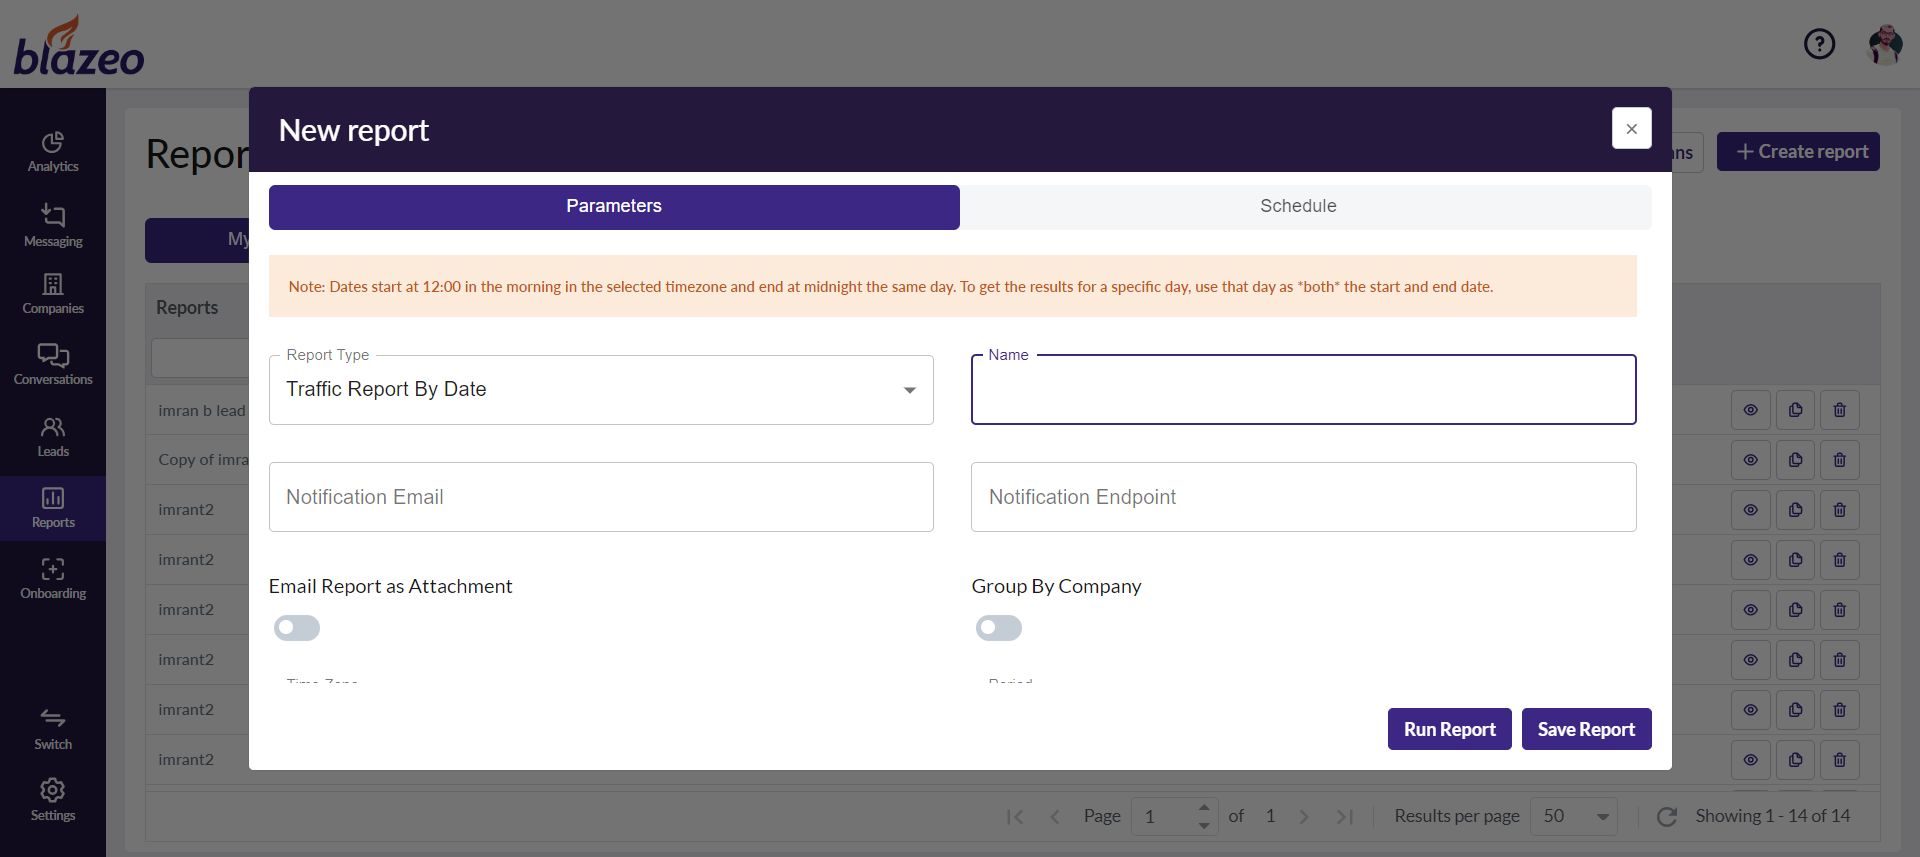 blazeo
New report
×
Analytics
Messaging
Companies
Conversations
Leads
Reports
Onboarding
Switch
Settings
Repor
ns
+ Create report
My
Parameters
Schedule
Note: Dates start at 12:00 in the morning in the selected timezone and end at midnight the same day. To get the results for a specific day, use that day as *both* the start and end date.
Reports
Report Type
Traffic Report By Date
Name
Notification Email
Notification Endpoint
Email Report as Attachment
Group By Company
Time Zone
Period
Run Report
Save Report
imran b lead
Copy of imra
imrant2
imrant2
imrant2
imrant2
imrant2
imrant2
Page 1 of 1
Results per page 50
Showing 1 - 14 of 14